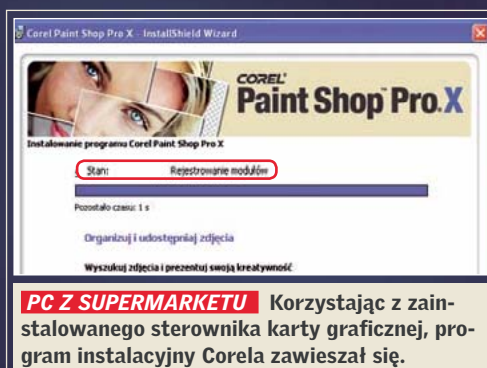 Corel Paint Shop Pro X - InstallShield Wizard
COREL
Paint Shop Pro.X
Instalowanie programu Corel Paint Shop Pro X
Stan: Rejestrowanie modułów
Pozostało czasu: 1 s
Organizuj i udostępniaj zdjęcia
Wyszukuj zdjęcia i prezentuj swoją kreatywność
PC Z SUPERMARKETU Korzystając z zain-
stalowanego sterownika karty graficznej, pro-
gram instalacyjny Corela zawieszał się.